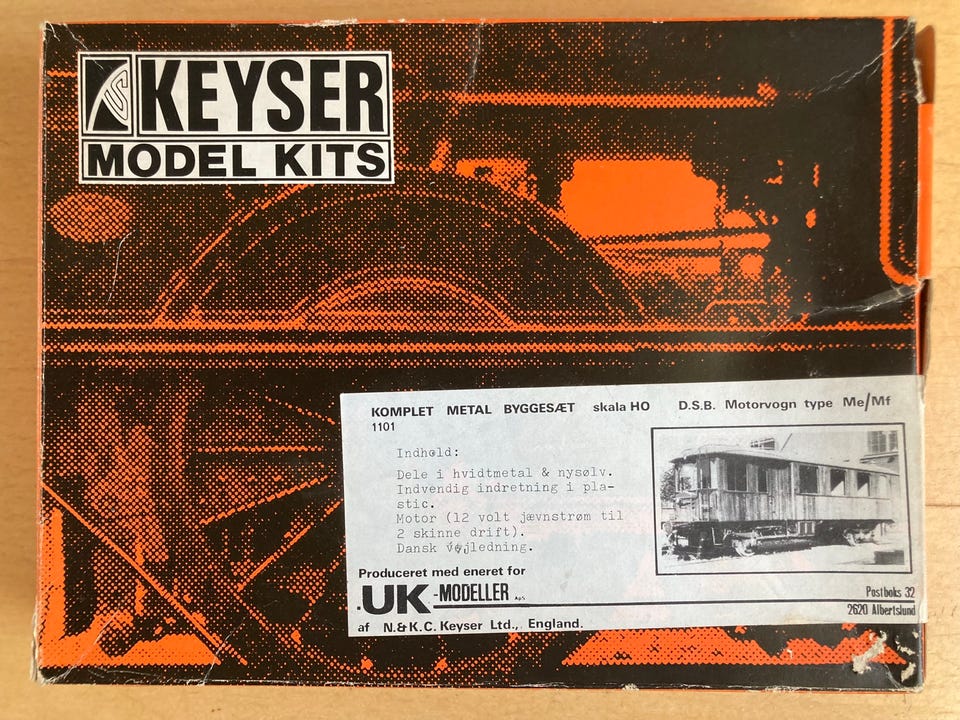 KS KEYSER
MODEL KITS
KOMPLET METAL BYGGESÆT skala HO D.S.B. Motorvogn type Me/Mf
1101
Indhold:
Dele i hvidtmetal & nysølv.
Indvendig indretning i pla-
stic.
Motor (12 volt jævnstrøm til
2 skinne drift).
Dansk vejledning.
Produceret med eneret for
UK-MODELLER ApS
Postboks 32
2620 Albertslund
af N.&K.C. Keyser Ltd., England.